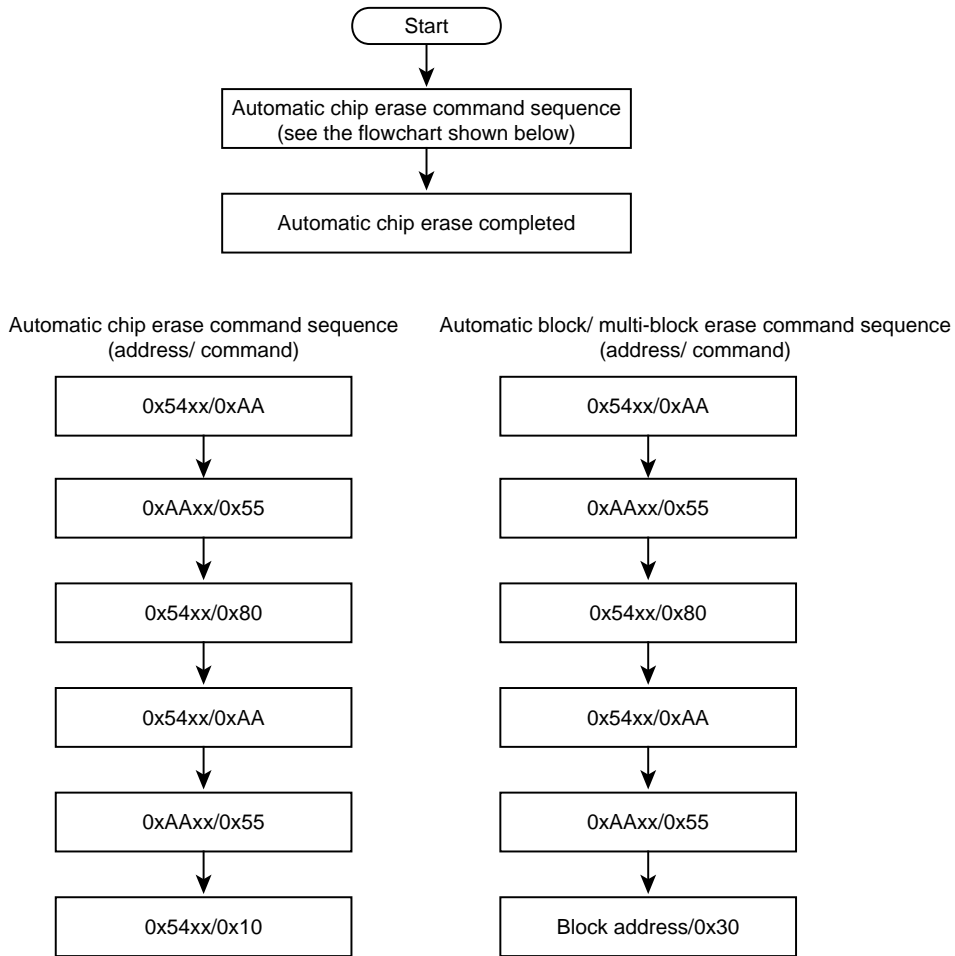 Start
Automatic chip erase command sequence
(see the flowchart shown below)
Automatic chip erase completed
Automatic chip erase command sequence
(address/ command)
0x54xx/0xAA
0xAAxx/0x55
0x54xx/0x80
0x54xx/0xAA
0xAAxx/0x55
0x54xx/0x10
Automatic block/ multi-block erase command sequence
(address/ command)
0x54xx/0xAA
0xAAxx/0x55
0x54xx/0x80
0x54xx/0xAA
0xAAxx/0x55
Block address/0x30